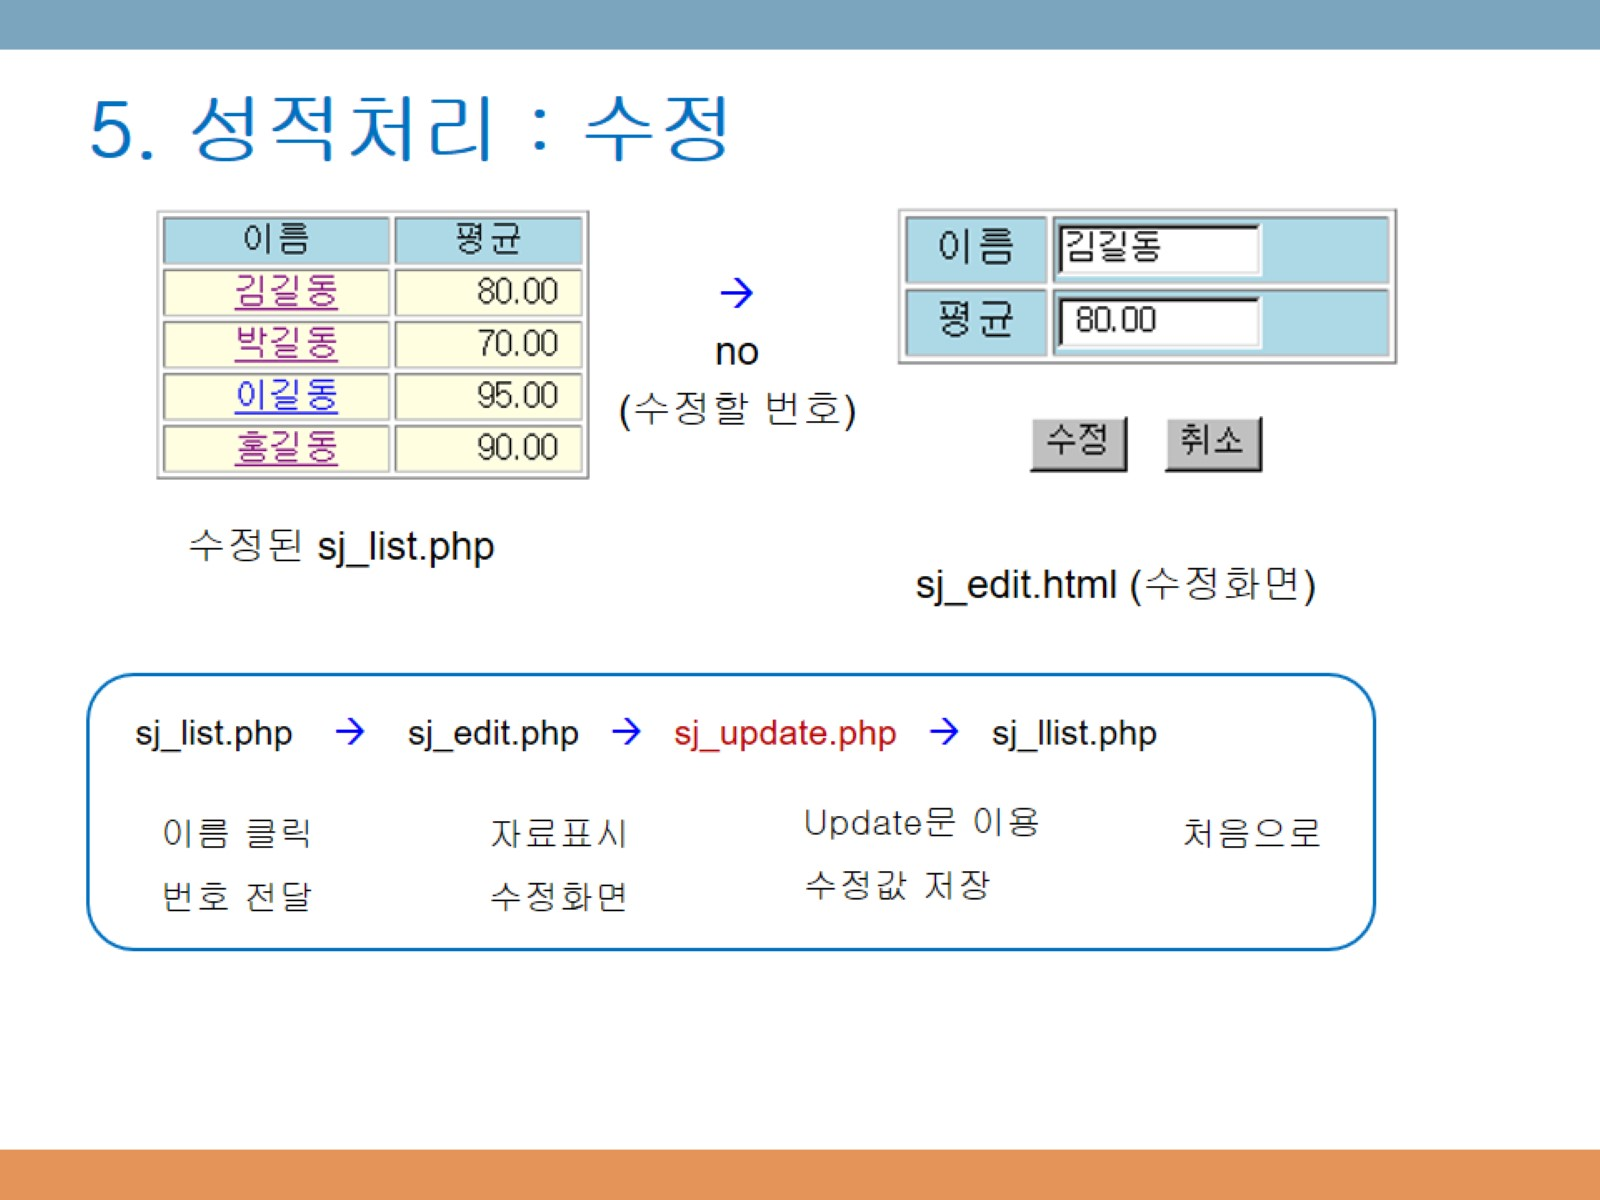 5. 성적처리 : 수정
이름 평균
김길동 80.00
박길동 70.00
이길동 95.00
홍길동 90.00
수정된 sj_list.php
→
no
(수정할 번호)
이름 김길동
평균 80.00
수정 취소
sj_edit.html (수정화면)
sj_list.php → sj_edit.php → sj_update.php → sj_llist.php
이름 클릭 자료표시 Update문 이용 처음으로
번호 전달 수정화면 수정값 저장